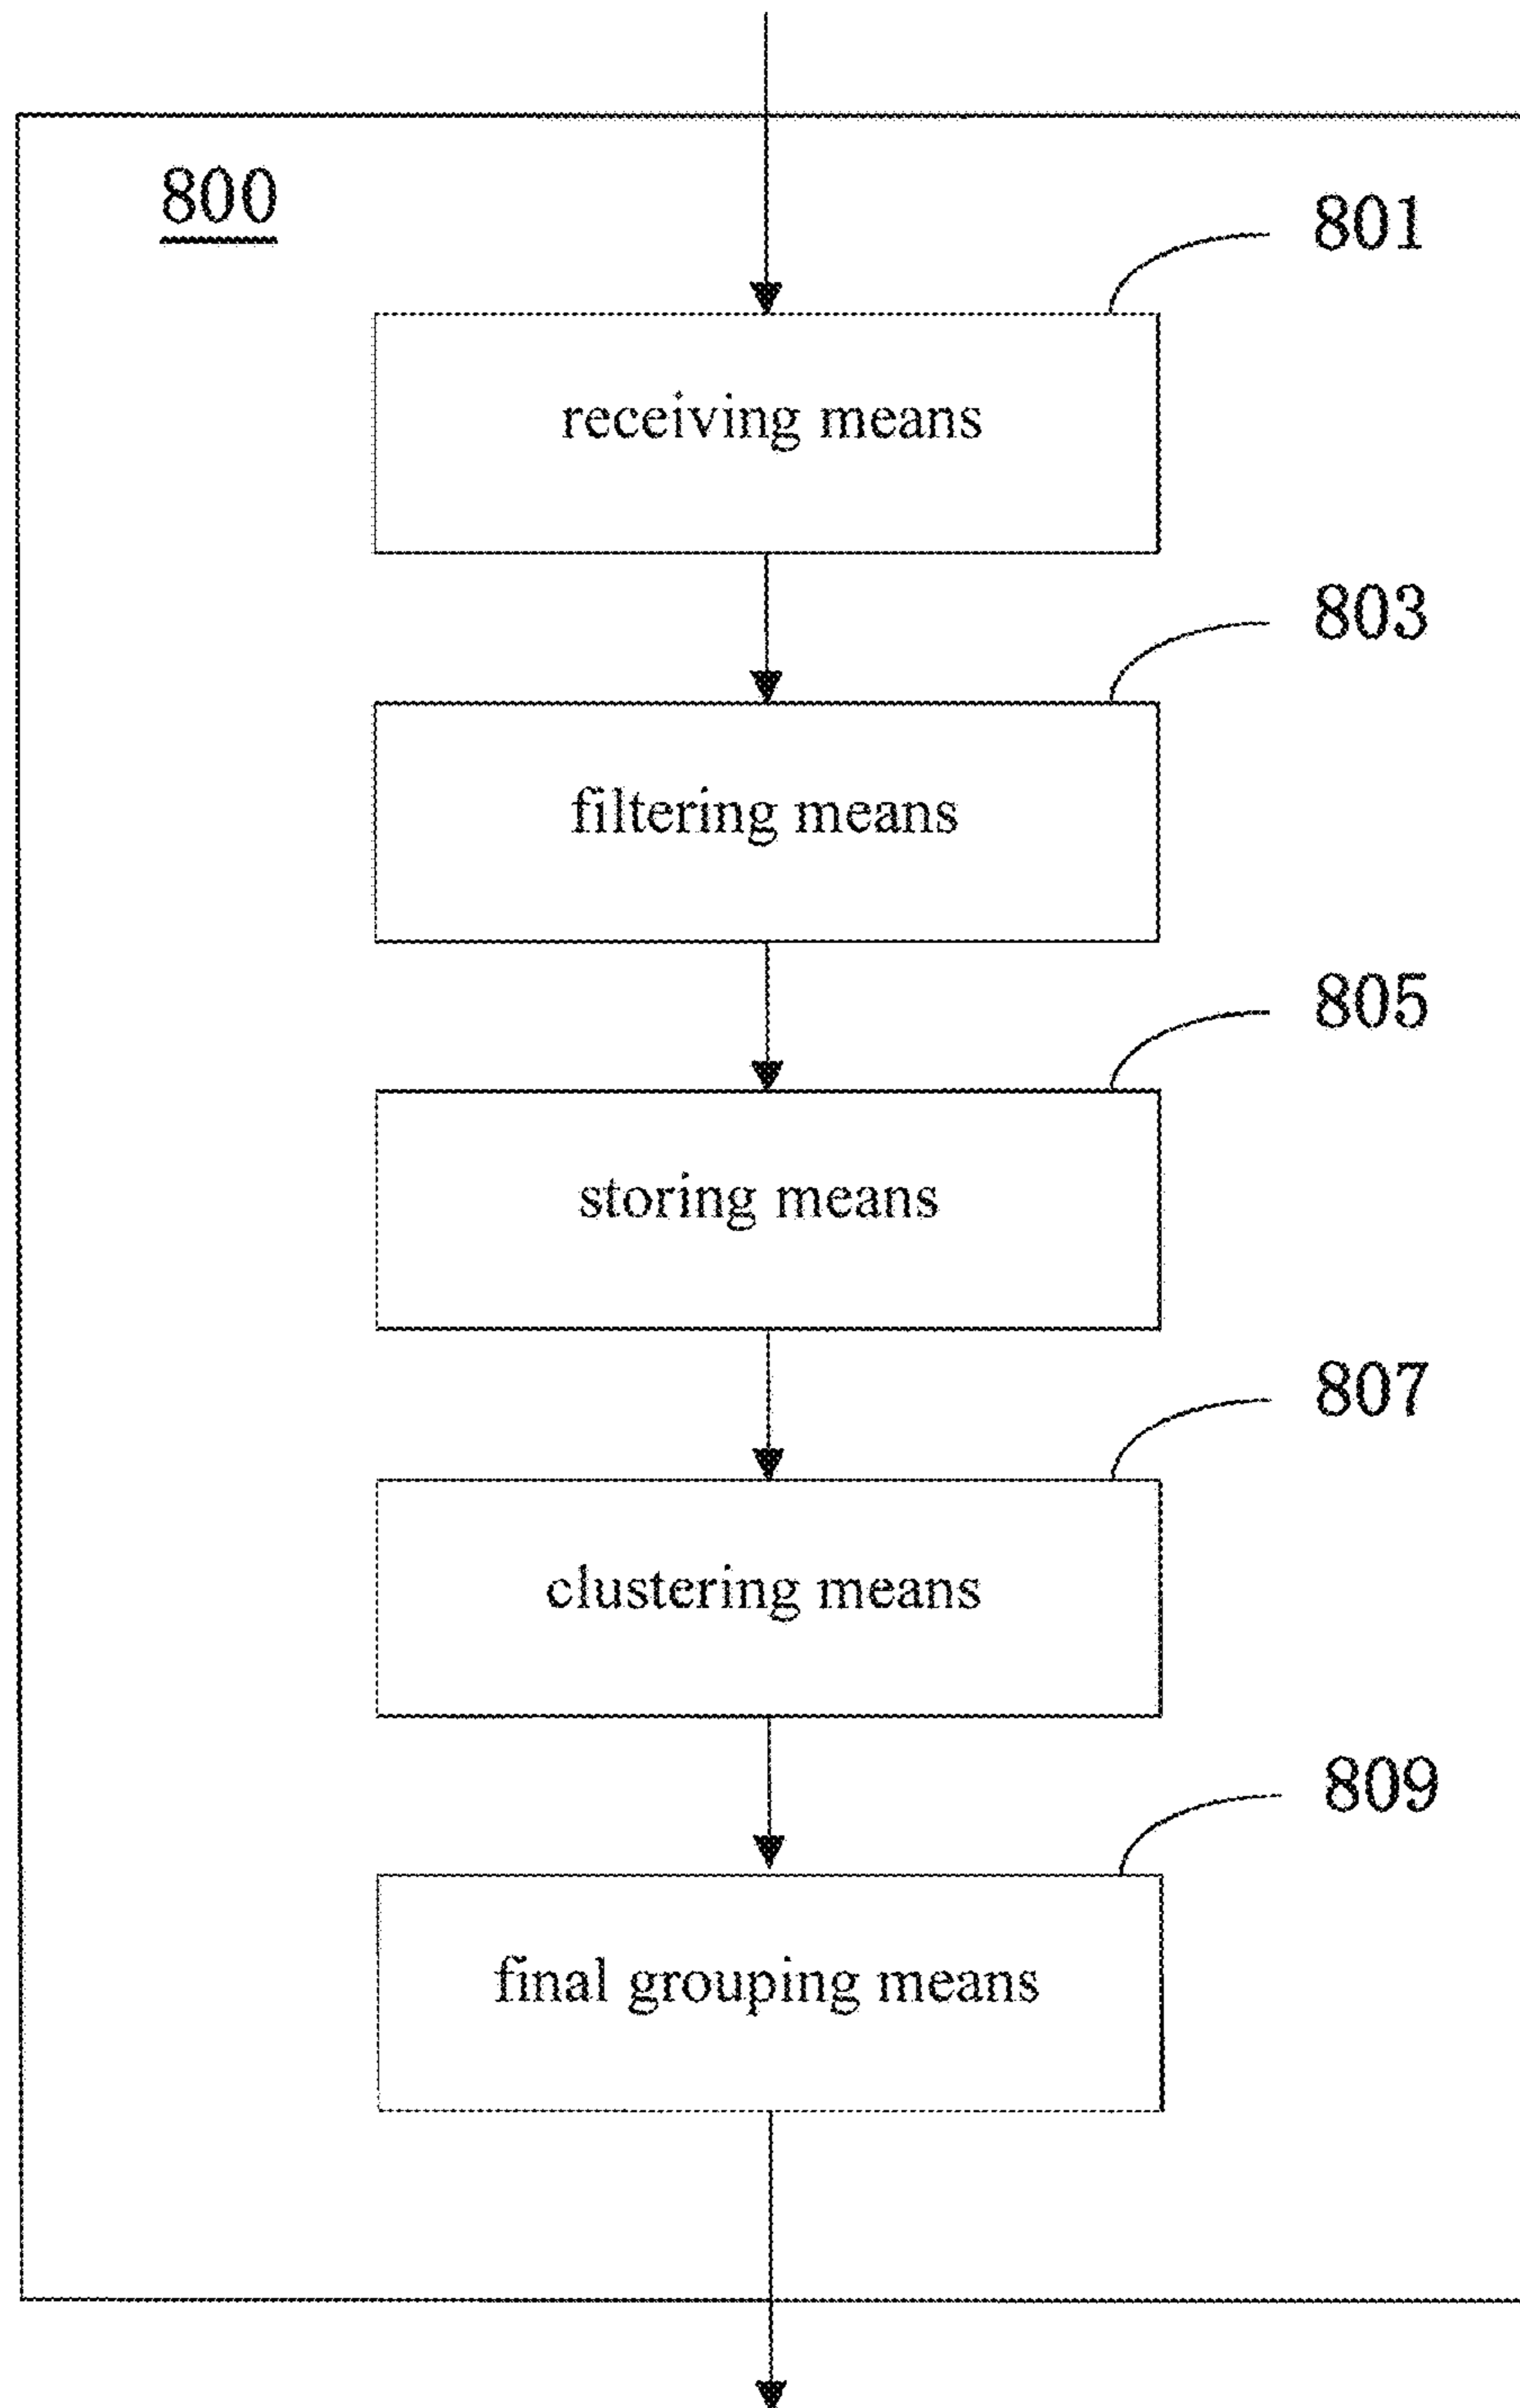 800
801
receiving means
803
filtering means
805
storing means
807
clustering means
809
final grouping means